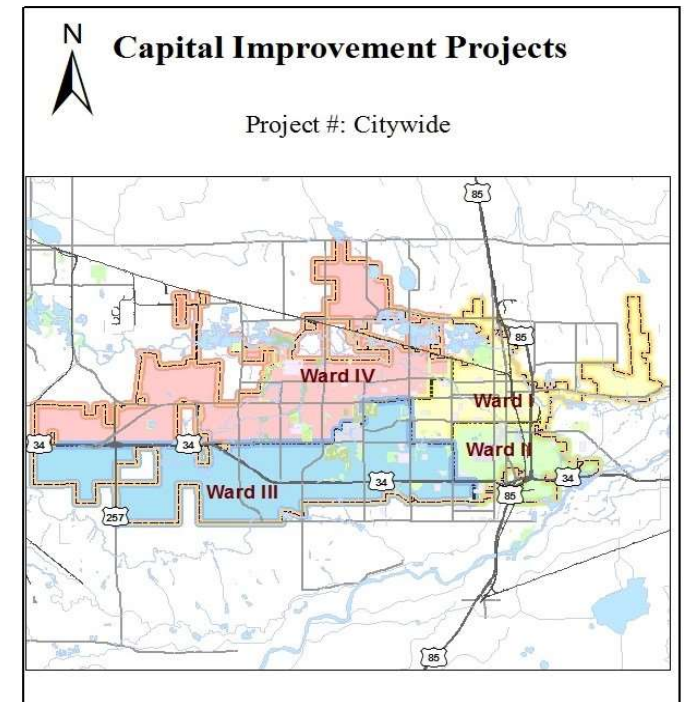 N
Capital Improvement Projects
Project #: Citywide
85
85
Ward IV
Ward I
34
34
Ward II
Ward III
34
34
85
257
85